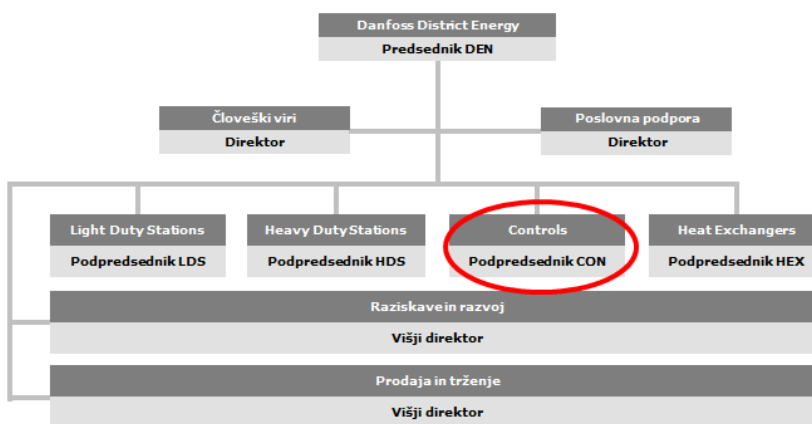 Danfoss District Energy
Predsednik DEN
Človeški viri
Direktor
Poslovna podpora
Direktor
Light Duty Stations
Podpredsednik LDS
Heavy Duty Stations
Podpredsednik HDS
Controls
Podpredsednik CON
Heat Exchangers
Podpredsednik HEX
Raziskave in razvoj
Višji direktor
Prodaja in trženje
Višji direktor